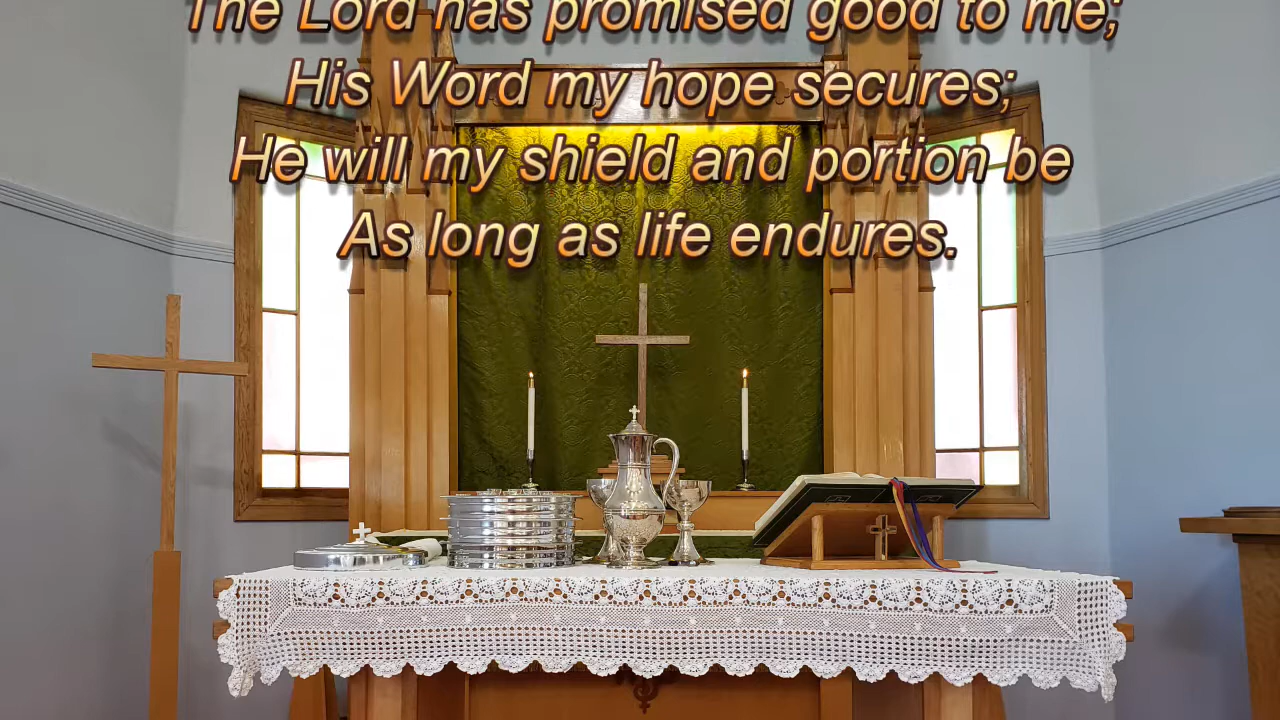 The Lord has promised good to me;
His Word my hope secures;
He will my shield and portion be
As long as life endures.